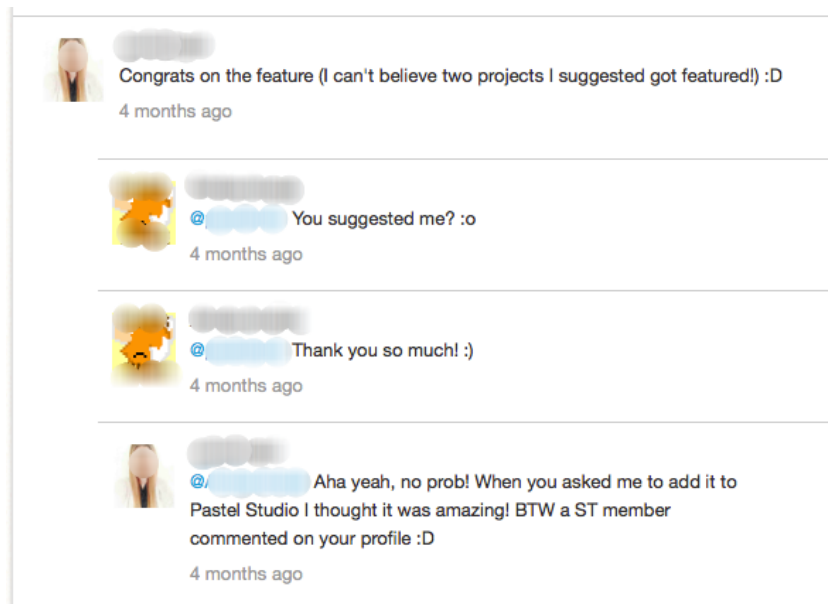 Congrats on the feature (I can't believe two projects I suggested got featured!) :D
4 months ago
@ You suggested me? :o
4 months ago
@ Thank you so much! :)
4 months ago
@ Aha yeah, no prob! When you asked me to add it to
Pastel Studio I thought it was amazing! BTW a ST member
commented on your profile :D
4 months ago